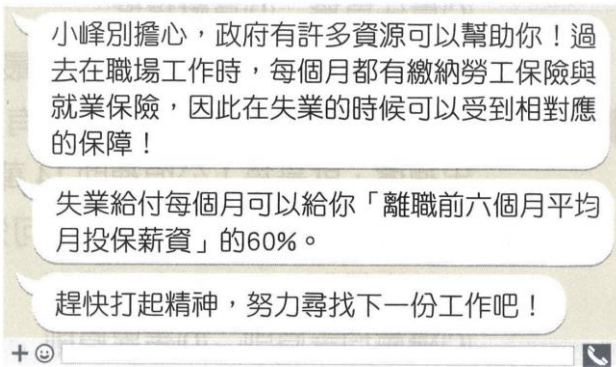 小峰別擔心，政府有許多資源可以幫助你！過
去在職場工作時，每個月都有繳納勞工保險與
就業保險，因此在失業的時候可以受到相對應
的保障！
失業給付每個月可以給你「離職前六個月平均
月投保薪資」的60%。
趕快打起精神，努力尋找下一份工作吧！